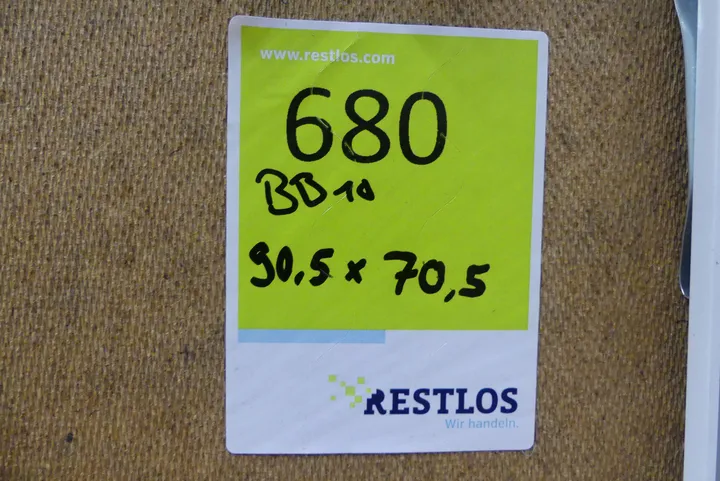 www.restlos.com
680
BB10
90,5 x 70,5
RESTLOS
Wir handeln.